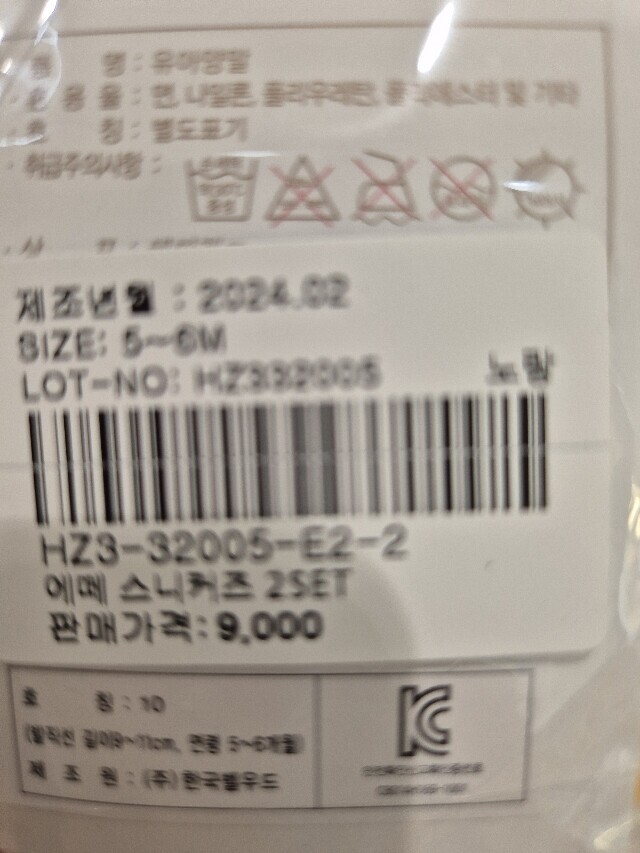 품 명 : 유아양말
혼 용 율 : 면, 나일론, 폴리우레탄, 폴리에스터 및 기타
호 칭 : 별도표기
취급주의사항 :
제조년월 : 2024.02
SIZE: 5~6M
LOT-NO: HZ332005 노랑
HZ3-32005-E2-2
에떼 스니커즈 2SET
판매가격: 9,000
호 칭 : 10
(발직선 길이9~11cm, 연령 5~6개월)
제 조 원 : (주)한국벨우드